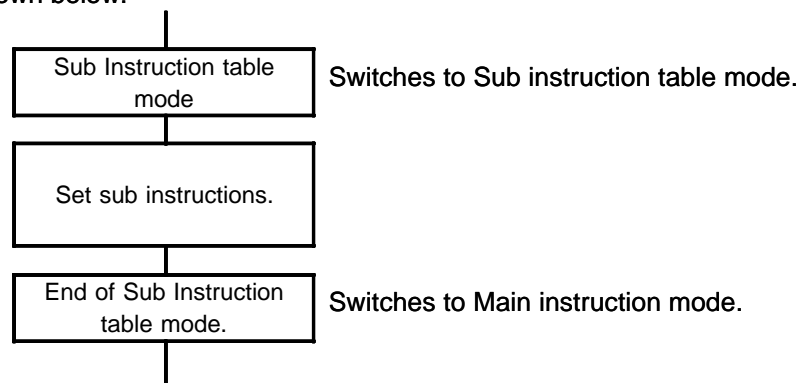 below.
Sub Instruction table
mode
Switches to Sub instruction table mode.
Set sub instructions.
End of Sub Instruction
table mode.
Switches to Main instruction mode.